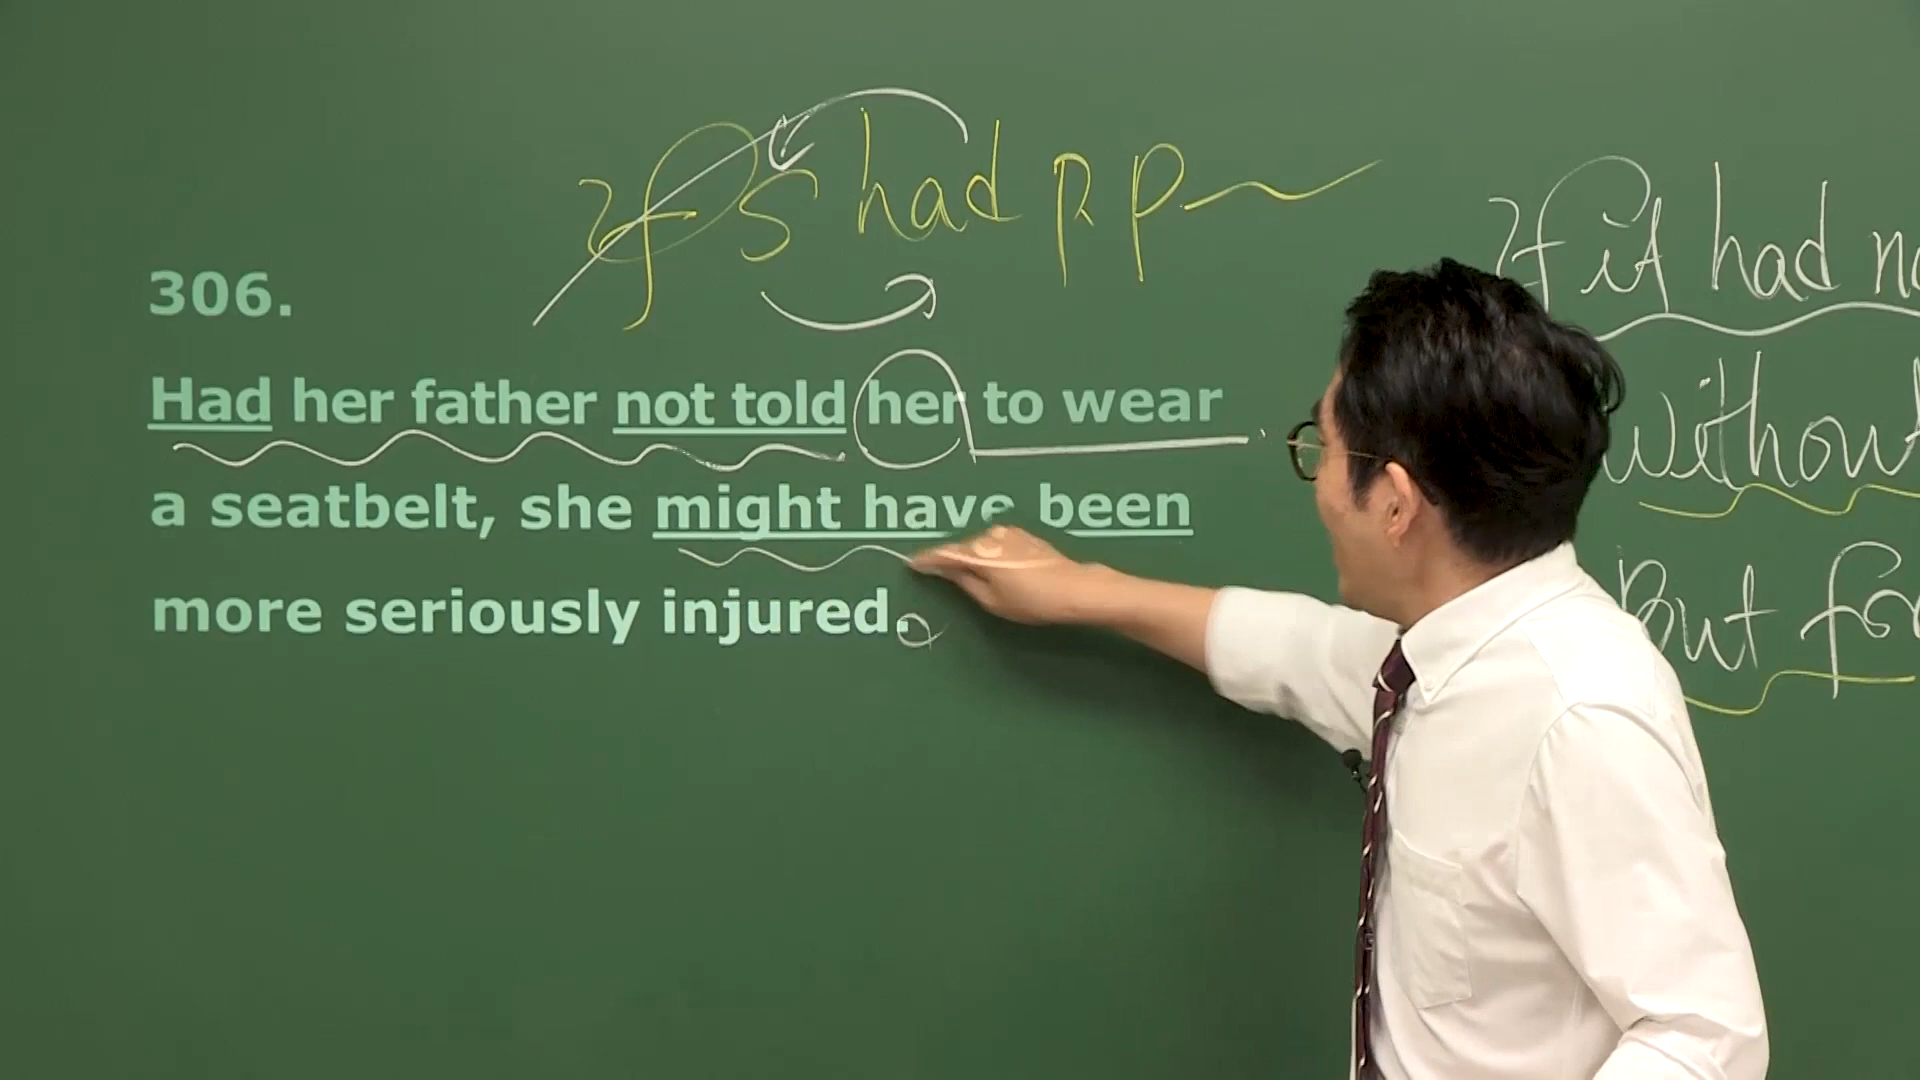 If S had P P
306.
Had her father not told her to wear
a seatbelt, she might have been
more seriously injured.
If it had
without
But for